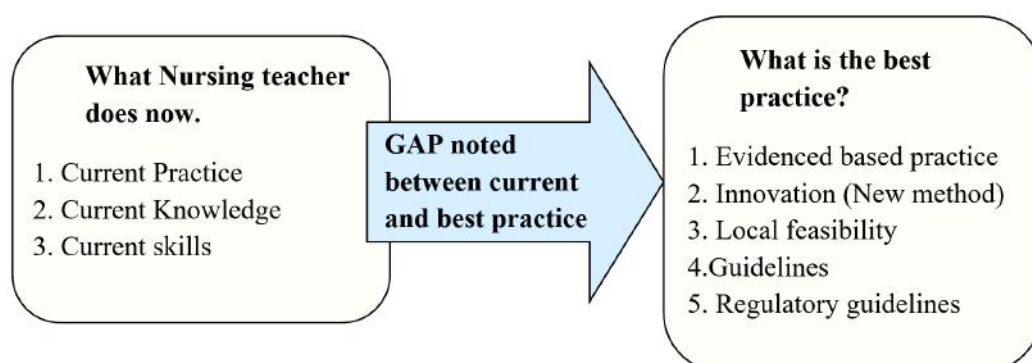 What Nursing teacher
does now.
1. Current Practice
2. Current Knowledge
3. Current skills
GAP noted
between current
and best practice
What is the best
practice?
1. Evidenced based practice
2. Innovation (New method)
3. Local feasibility
4.Guidelines
5. Regulatory guidelines